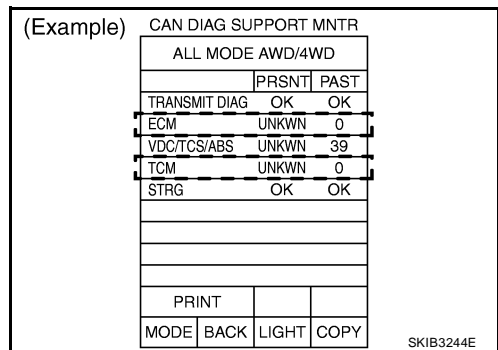 (Example)
CAN DIAG SUPPORT MNTR
ALL MODE AWD/4WD
PRSNT PAST
TRANSMIT DIAG OK OK
ECM UNKWN 0
VDC/TCS/ABS UNKWN 39
TCM UNKWN 0
STRG OK OK
PRINT
MODE BACK LIGHT COPY
SKIB3244E